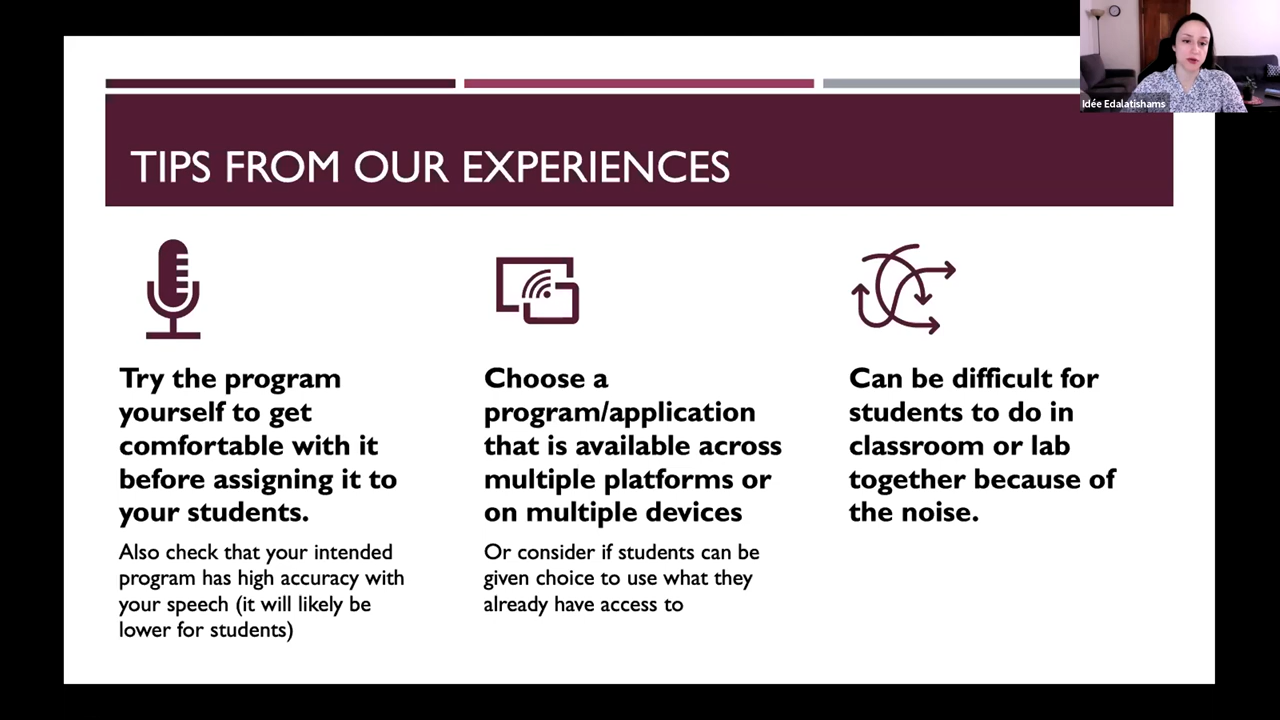 Idée Edalatishams
TIPS FROM OUR EXPERIENCES
Try the program
yourself to get
comfortable with it
before assigning it to
your students.
Also check that your intended
program has high accuracy with
your speech (it will likely be
lower for students)
Choose a
program/application
that is available across
multiple platforms or
on multiple devices
Or consider if students can be
given choice to use what they
already have access to
Can be difficult for
students to do in
classroom or lab
together because of
the noise.